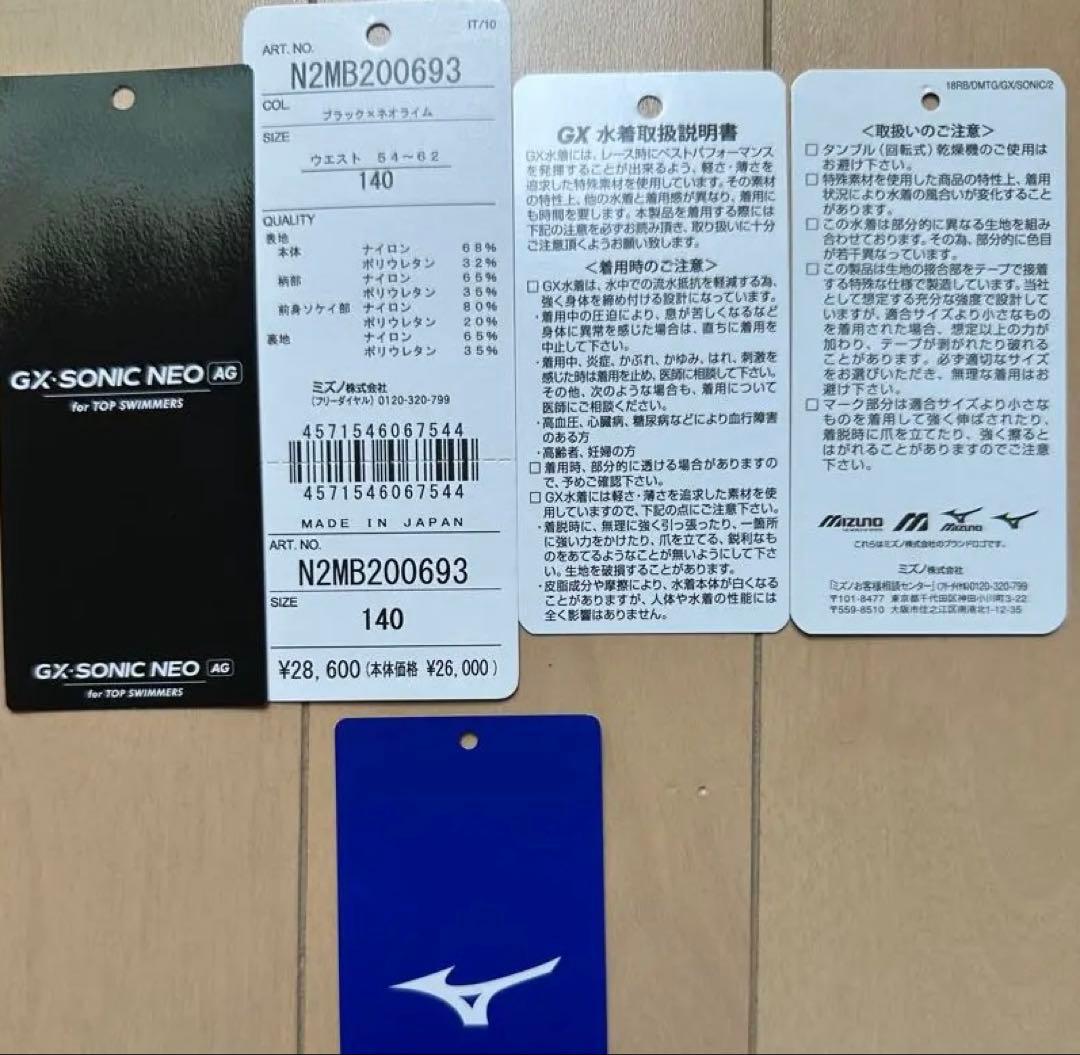 GX·SONIC NEO AG
for TOP SWIMMERS
GX·SONIC NEO AG
for TOP SWIMMERS
IT/10
ART. NO.
N2MB200693
COL
ブラック×ネオライム
SIZE
ウエスト 54~62
140
QUALITY
表地
本体 ナイロン 68%
ポリウレタン 32%
柄部 ナイロン 65%
ポリウレタン 35%
前身ソケイ部 ナイロン 80%
ポリウレタン 20%
裏地 ナイロン 65%
ポリウレタン 35%
ミズノ株式会社
(フリーダイヤル) 0120-320-799
4571546067544
4571546067544
MADE IN JAPAN
ART. NO.
N2MB200693
SIZE
140
¥28,600(本体価格 ¥26,000)
GX 水着取扱説明書
GX水着には、レース時にベストパフォーマンス
を発揮することが出来るよう、軽さ・薄さを
追求した特殊素材を使用しています。その素材
の特性上、他の水着と着用感が異なり、着用に
も時間を要します。本製品を着用する際には
下記の注意を必ずお読み頂き、取り扱いに十分
ご注意頂くようお願い致します。
<着用時のご注意>
□GX水着は、水中での流水抵抗を軽減する為、
強く身体を締め付ける設計になっています。
・着用中の圧迫により、息が苦しくなるなど
身体に異常を感じた場合は、直ちに着用を
中止して下さい。
・着用中、炎症、かぶれ、かゆみ、はれ、刺激を
感じた時は着用を止め、医師に相談して下さい。
その他、次のような場合も、着用について
医師にご相談ください。
・高血圧、心臓病、糖尿病などにより血行障害
のある方
・高齢者、妊婦の方
□着用時、部分的に透ける場合がありますの
で、予めご確認下さい。
□GX水着には軽さ・薄さを追求した素材を使
用していますので、下記の点にご注意下さい。
・着脱時に、無理に強く引っ張ったり、一箇所
に強い力をかけたり、爪を立てる、鋭利なも
のをあてるようなことが無いようにして下さ
い。生地を破損することがあります。
・皮脂成分や摩擦により、水着本体が白くなる
ことがありますが、人体や水着の性能には
全く影響はありません。
18RB/DMTG/GX/SONIC/2
<取扱いのご注意>
□タンブル(回転式)乾燥機のご使用は
お避け下さい。
□特殊素材を使用した商品の特性上、着用
状況により水着の風合いが変化すること
があります。
□この水着は部分的に異なる生地を組み
合わせております。その為、部分的に色目
が若干異なっています。
□この製品は生地の接合部をテープで接着
する特殊な仕様で製造しています。当社
として想定する充分な強度で設計して
いますが、適合サイズより小さなもの
を着用された場合、想定以上の力が
加わり、テープが剥がれたり破れる
ことがあります。必ず適切なサイズ
をお選びいただき、無理な着用はお
避け下さい。
□マーク部分は適合サイズより小さな
ものを着用して強く伸ばされたり、
着脱時に爪を立てたり、強く擦ると
はがれることがありますのでご注意
下さい。
MIZUNO MIZUNO
これらはミズノ株式会社のブランドロゴです。
ミズノ株式会社
「ミズノお客様相談センター」(フリーダイヤル)0120-320-799
〒101-8477 東京都千代田区神田小川町3-22
〒559-8510 大阪市住之江区南港北1-12-35